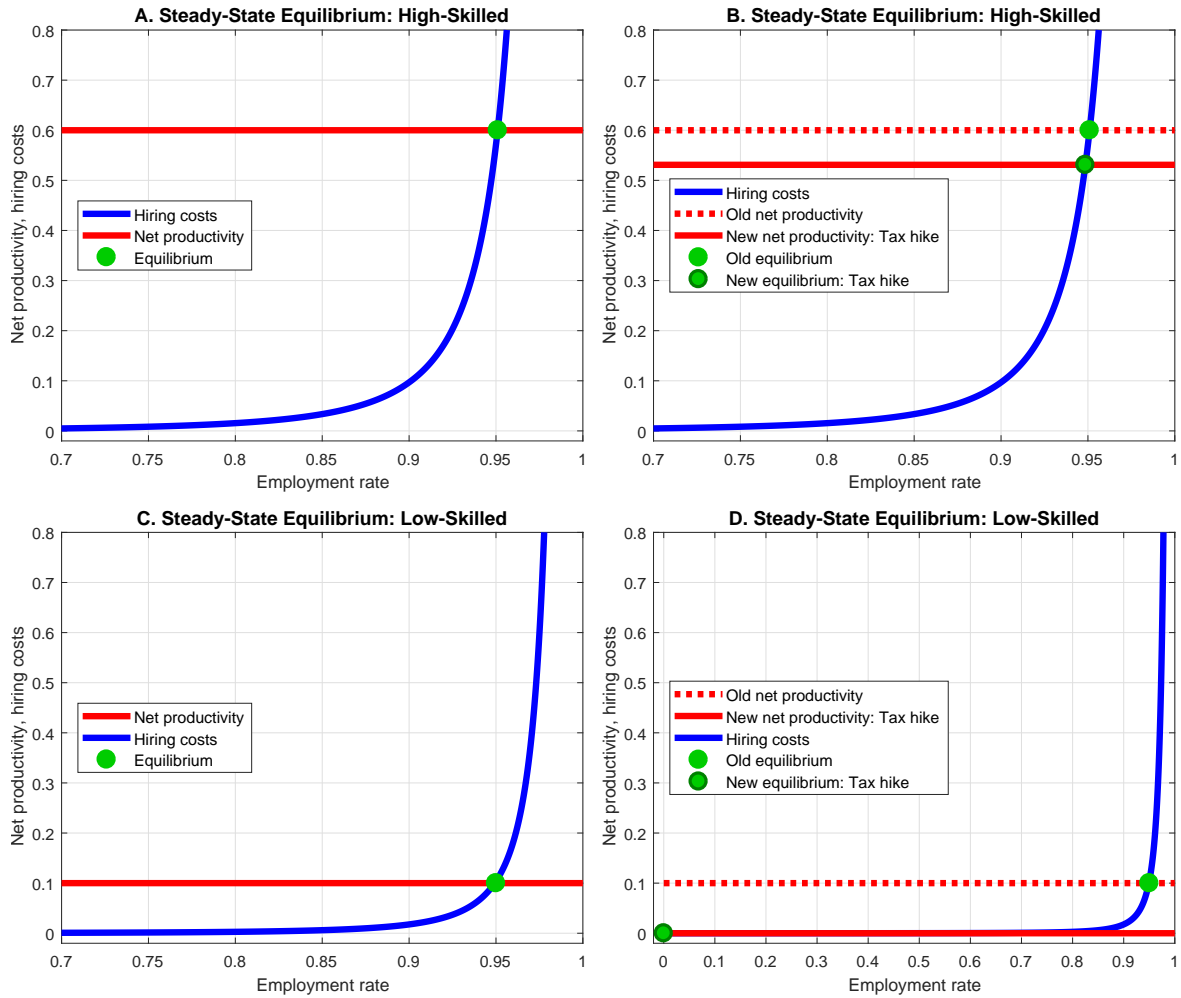 A. Steady-State Equilibrium: High-Skilled
Net productivity, hiring costs
0.8
0.7
0.6
0.5
0.4
0.3
0.2
0.1
0
Hiring costs
Net productivity
Equilibrium
0.7 0.75 0.8 0.85 0.9 0.95 1
Employment rate
B. Steady-State Equilibrium: High-Skilled
Net productivity, hiring costs
0.8
0.7
0.6
0.5
0.4
0.3
0.2
0.1
0
Hiring costs
Old net productivity
New net productivity: Tax hike
Old equilibrium
New equilibrium: Tax hike
0.7 0.75 0.8 0.85 0.9 0.95 1
Employment rate
C. Steady-State Equilibrium: Low-Skilled
Net productivity, hiring costs
0.8
0.7
0.6
0.5
0.4
0.3
0.2
0.1
0
Net productivity
Hiring costs
Equilibrium
0.7 0.75 0.8 0.85 0.9 0.95 1
Employment rate
D. Steady-State Equilibrium: Low-Skilled
Net productivity, hiring costs
0.8
0.7
0.6
0.5
0.4
0.3
0.2
0.1
0
Old net productivity
New net productivity: Tax hike
Hiring costs
Old equilibrium
New equilibrium: Tax hike
0 0.1 0.2 0.3 0.4 0.5 0.6 0.7 0.8 0.9 1
Employment rate